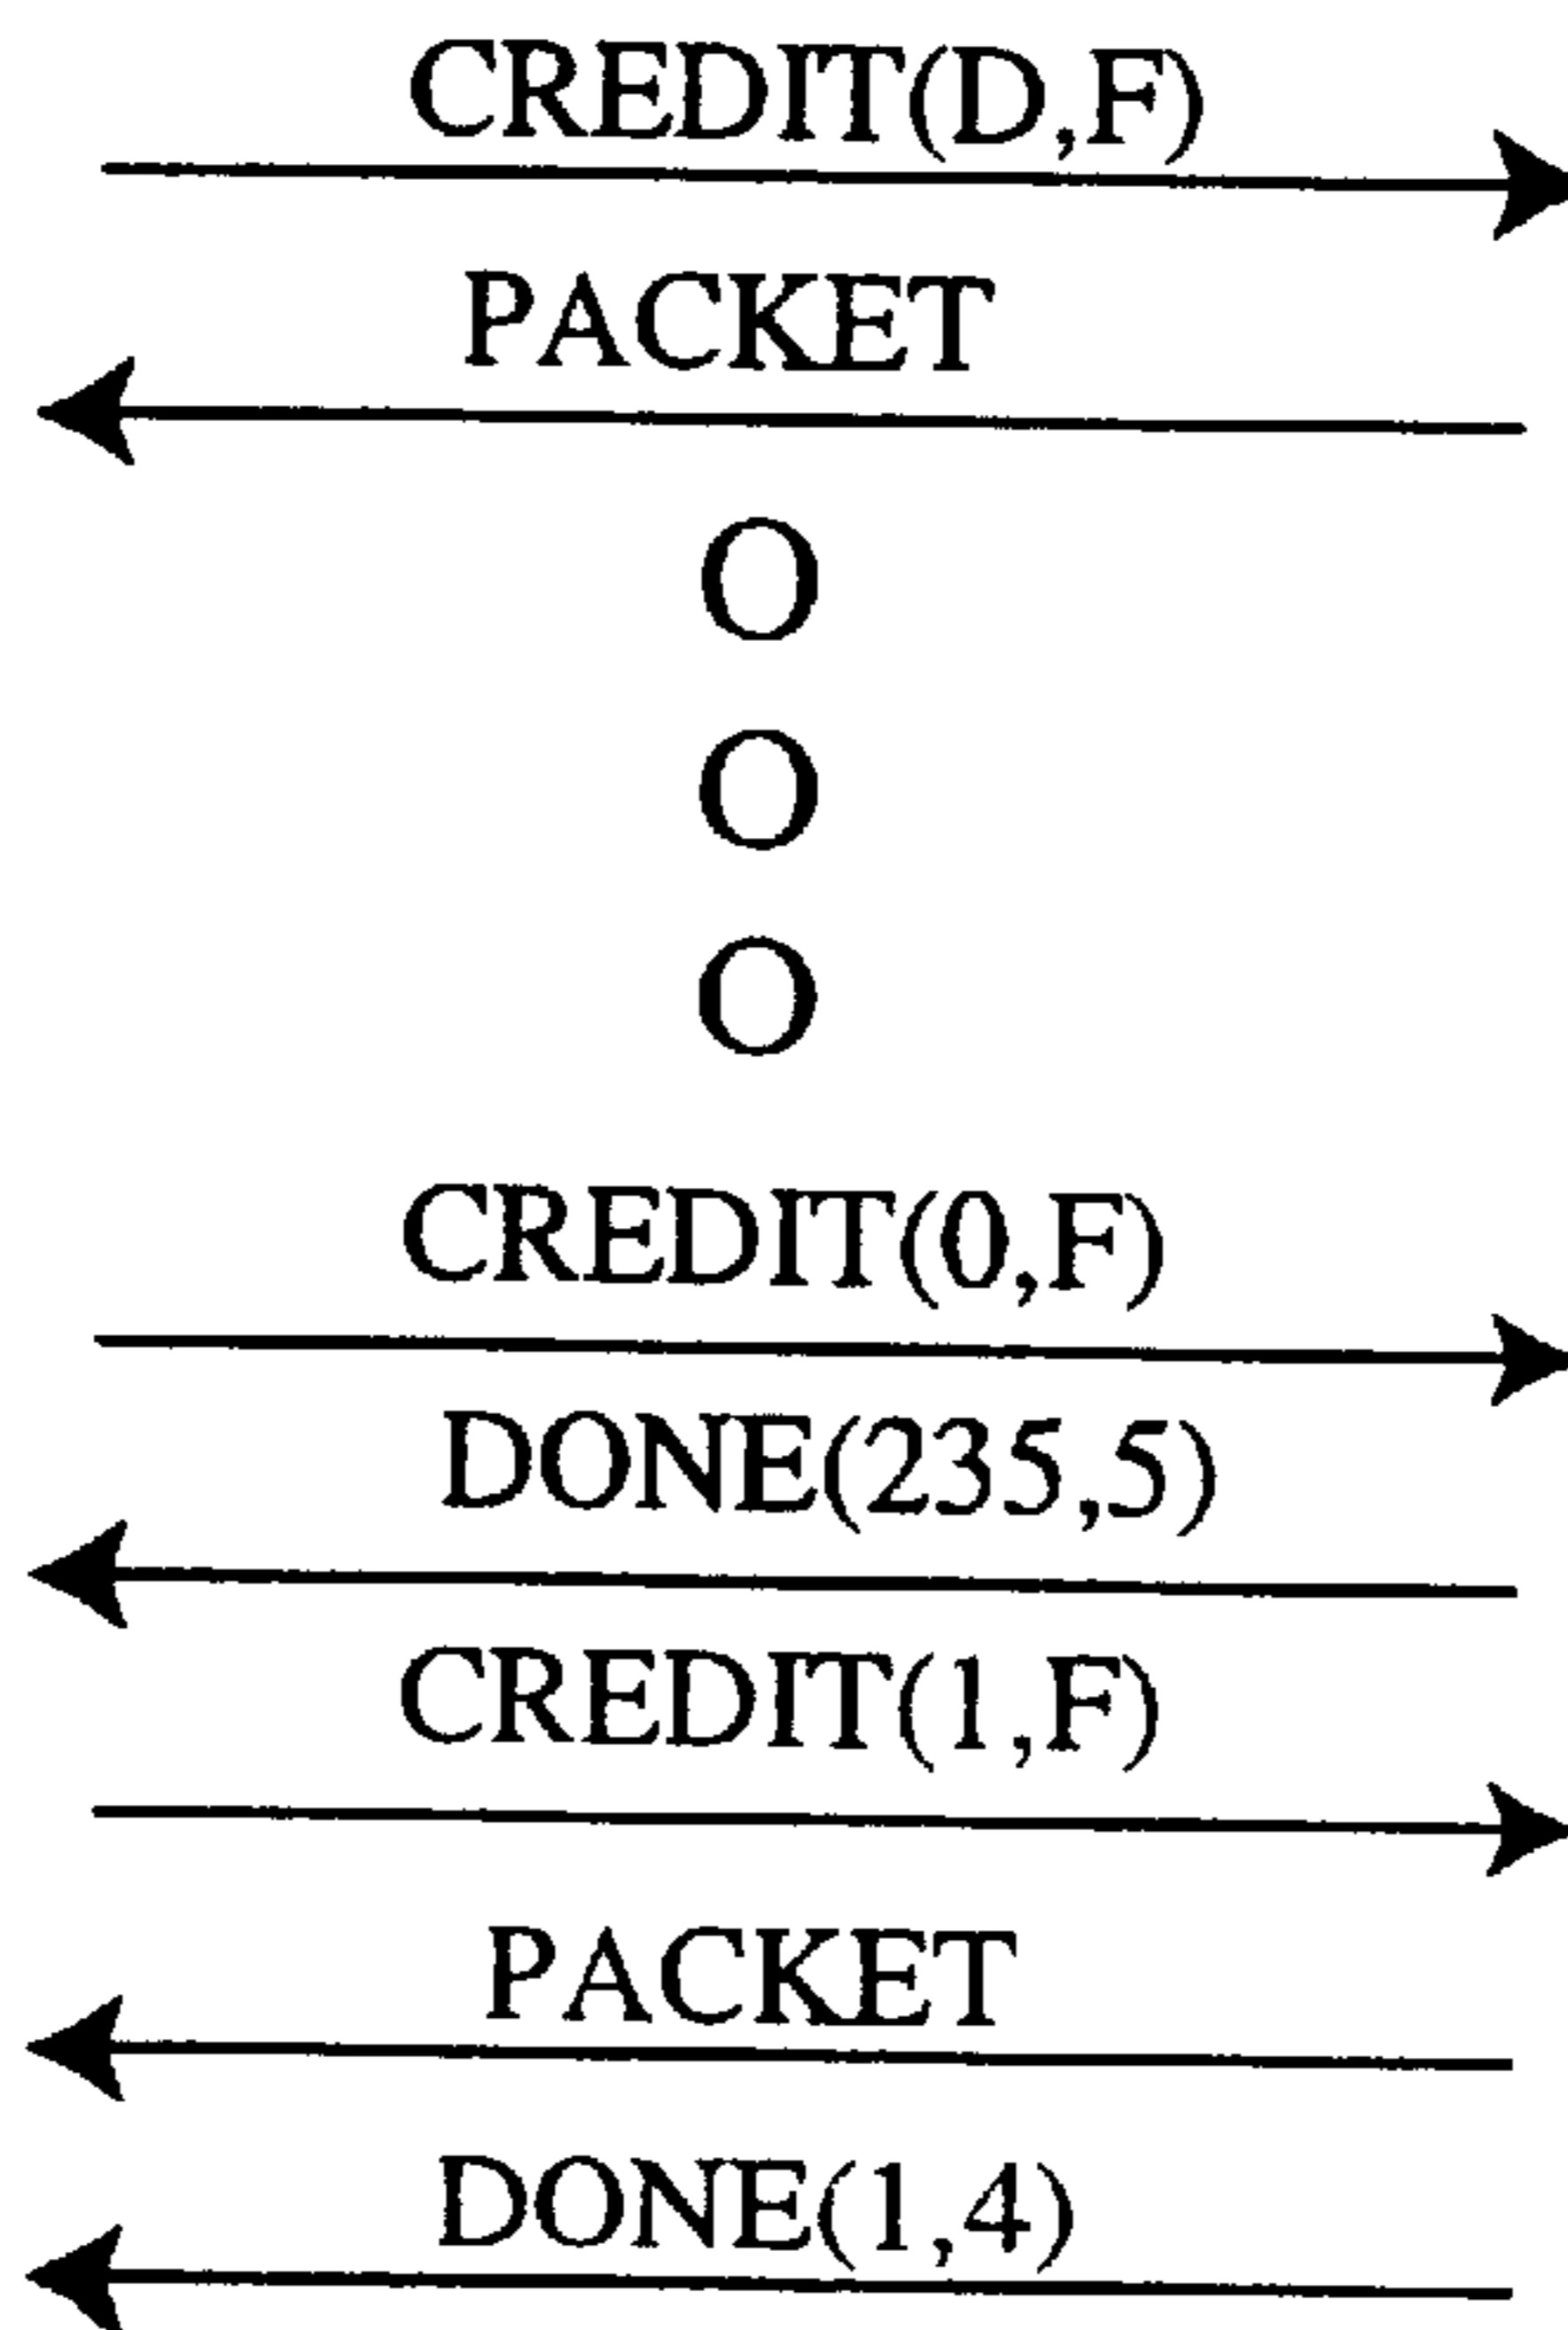 CREDIT(D,F)
PACKET
O
O
O
CREDIT(0,F)
DONE(235,5)
CREDIT(1,F)
PACKET
DONE(1,4)